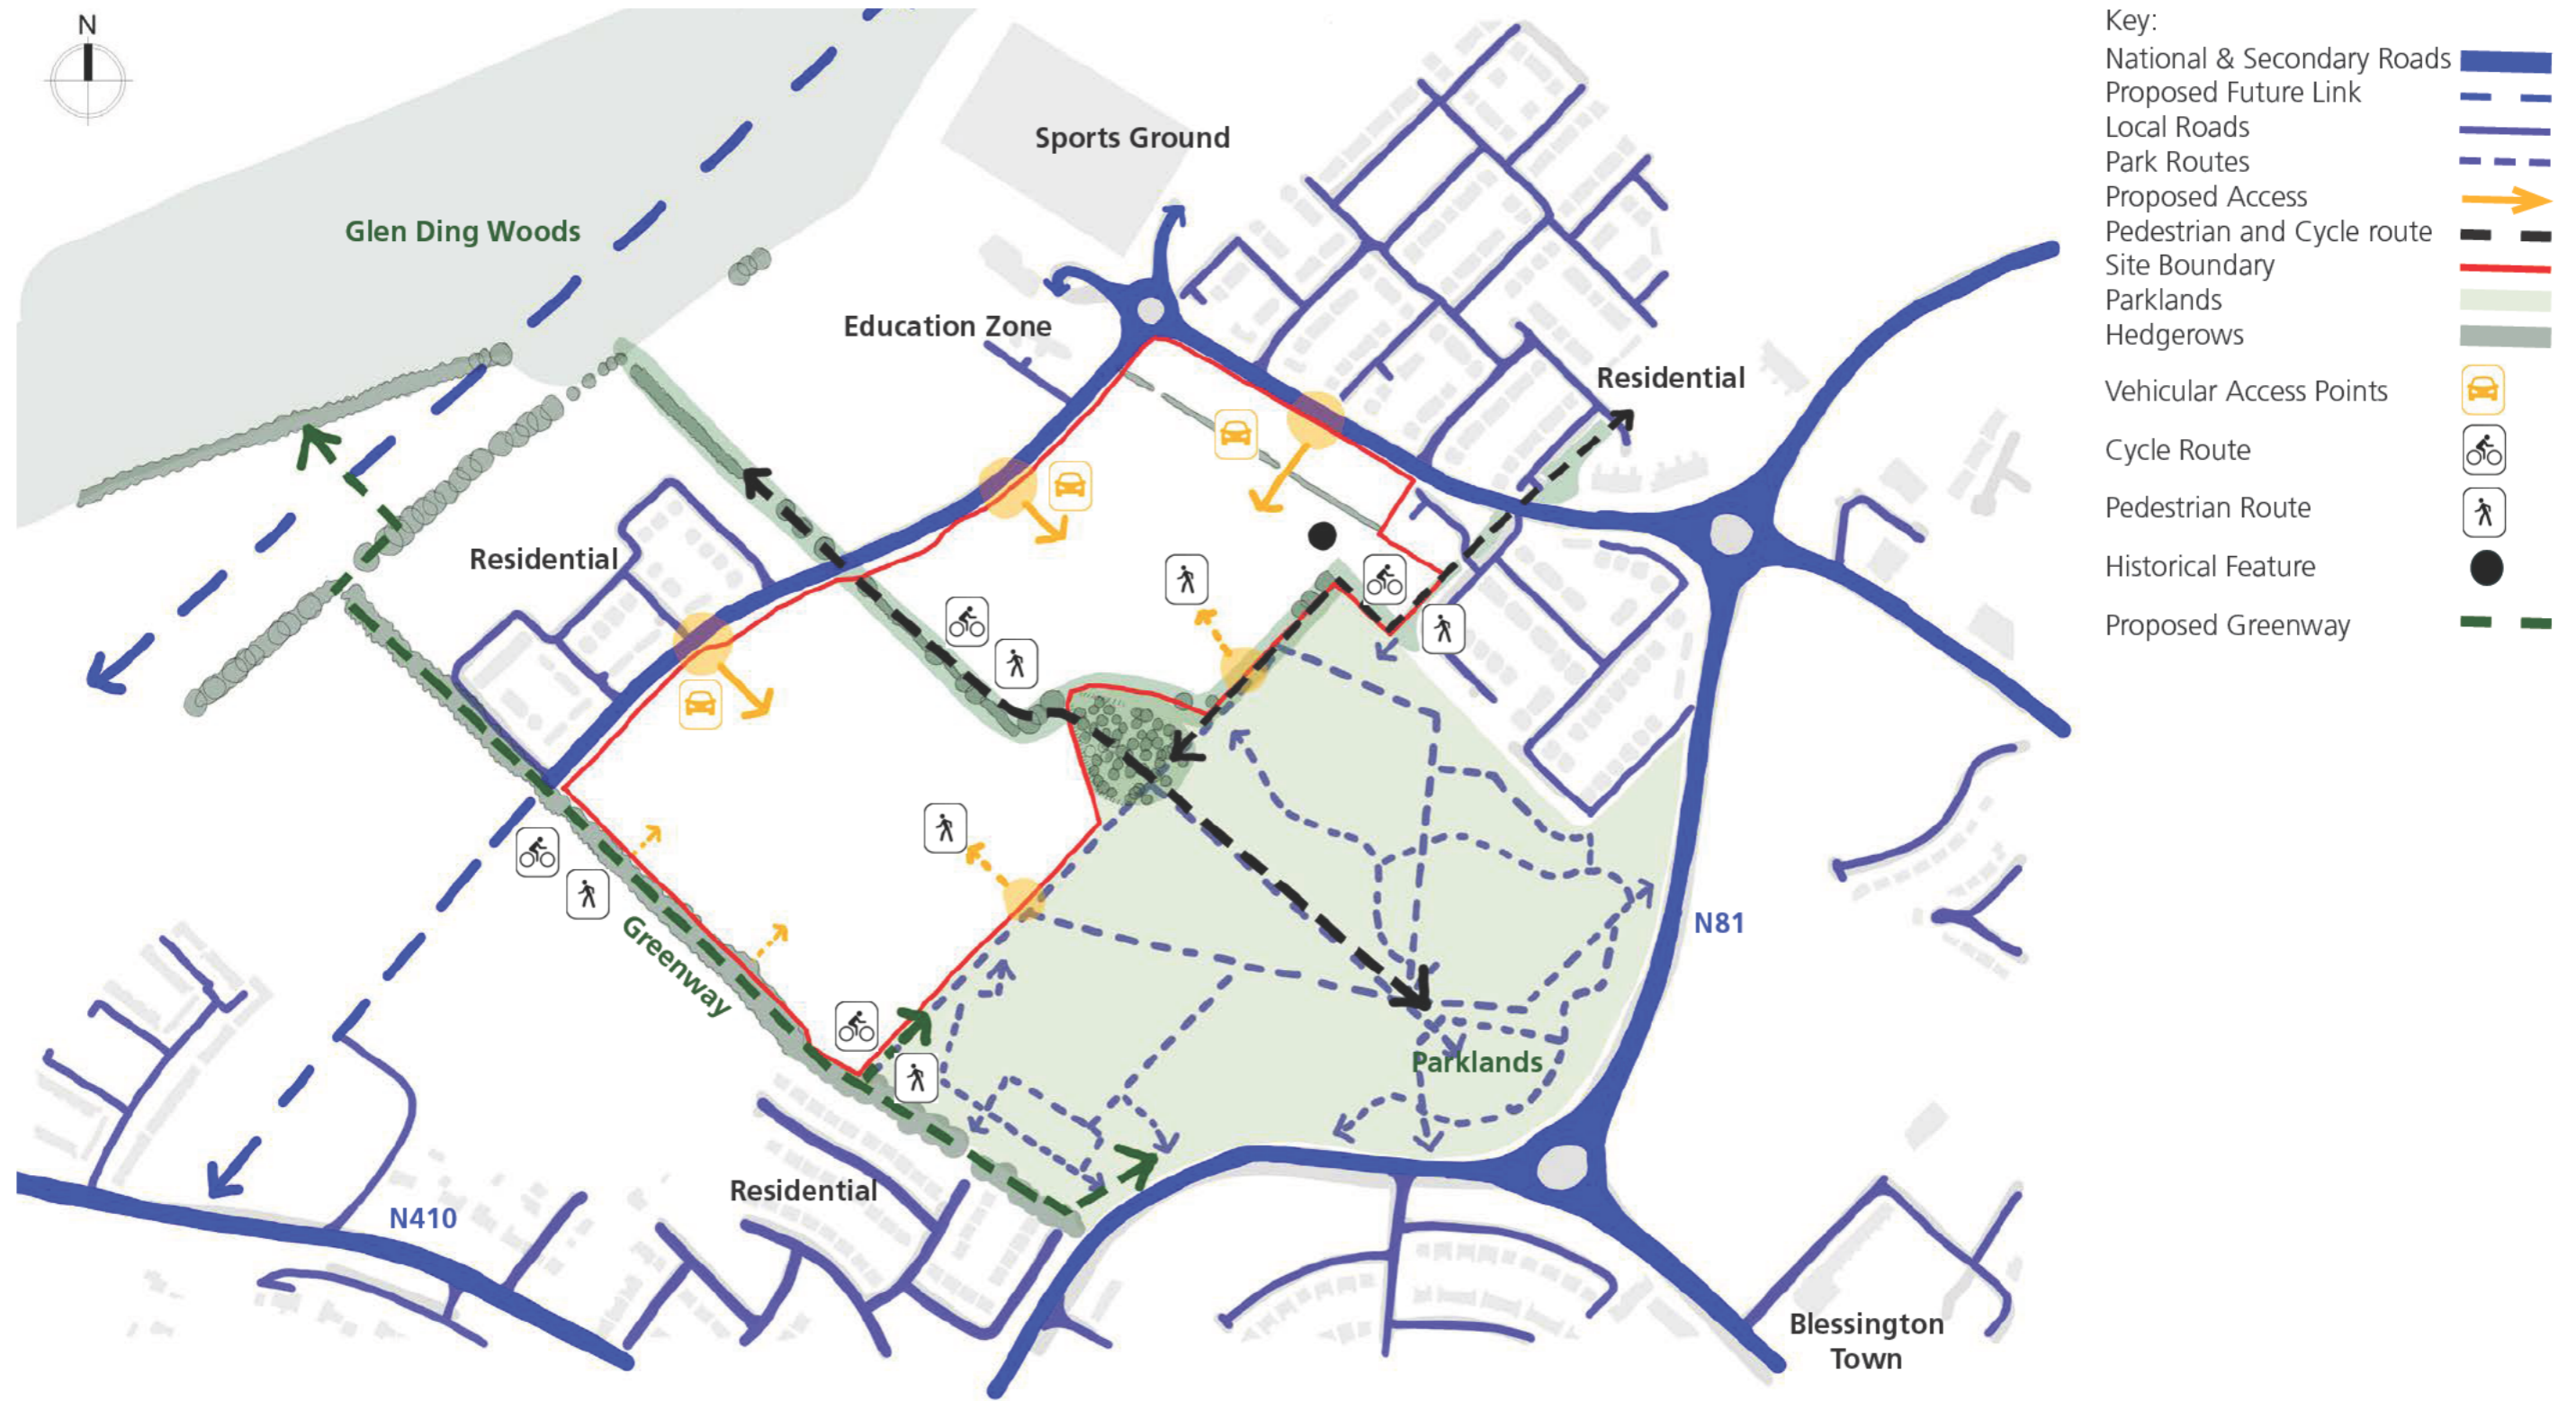 N
Glen Ding Woods
Sports Ground
Education Zone
Residential
Residential
Greenway
N81
Parklands
Residential
N410
Blessington
Town
Key:
National & Secondary Roads
Proposed Future Link
Local Roads
Park Routes
Proposed Access
Pedestrian and Cycle route
Site Boundary
Parklands
Hedgerows
Vehicular Access Points
Cycle Route
Pedestrian Route
Historical Feature
Proposed Greenway